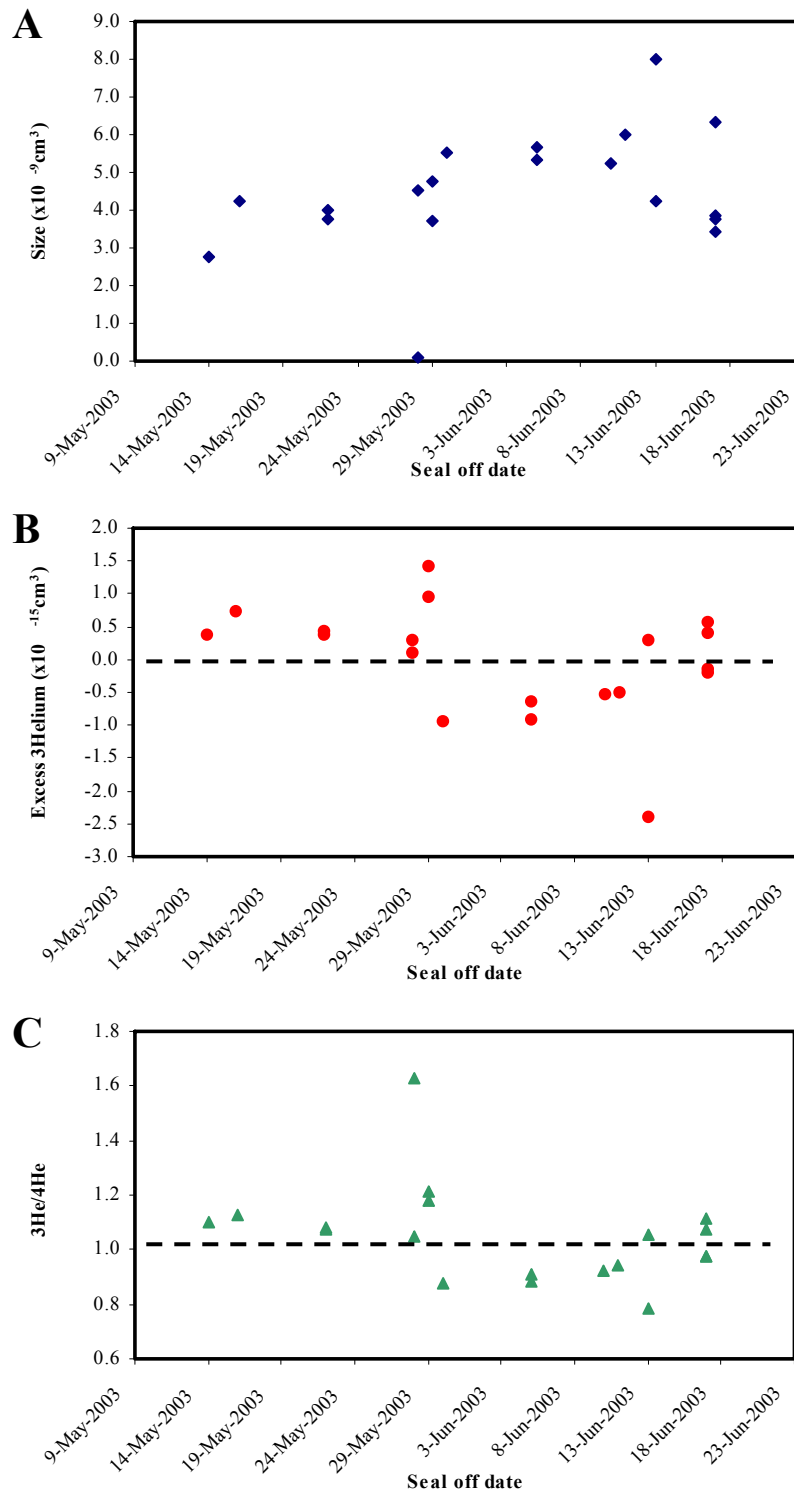 A
Size (x10 -9cm3)
9.0
8.0
7.0
6.0
5.0
4.0
3.0
2.0
1.0
0.0
9-May-2003
14-May-2003
19-May-2003
24-May-2003
29-May-2003
3-Jun-2003
8-Jun-2003
13-Jun-2003
18-Jun-2003
23-Jun-2003
Seal off date
B
Excess 3Helium (x10 -15cm3)
2.0
1.5
1.0
0.5
0.0
-0.5
-1.0
-1.5
-2.0
-2.5
-3.0
9-May-2003
14-May-2003
19-May-2003
24-May-2003
29-May-2003
3-Jun-2003
8-Jun-2003
13-Jun-2003
18-Jun-2003
23-Jun-2003
Seal off date
C
3He/4He
1.8
1.6
1.4
1.2
1.0
0.8
0.6
9-May-2003
14-May-2003
19-May-2003
24-May-2003
29-May-2003
3-Jun-2003
8-Jun-2003
13-Jun-2003
18-Jun-2003
23-Jun-2003
Seal off date